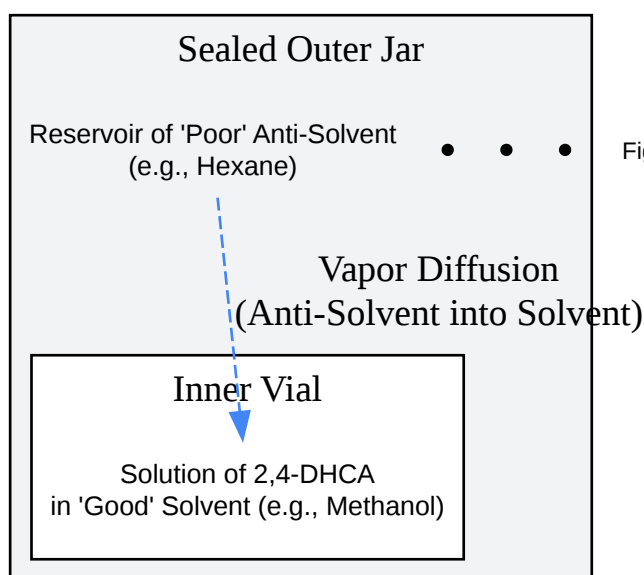 Sealed Outer Jar
Reservoir of 'Poor' Anti-Solvent
(e.g., Hexane)
Vapor Diffusion
(Anti-Solvent into Solvent)
Inner Vial
Solution of 2,4-DHCA
in 'Good' Solvent (e.g., Methanol)